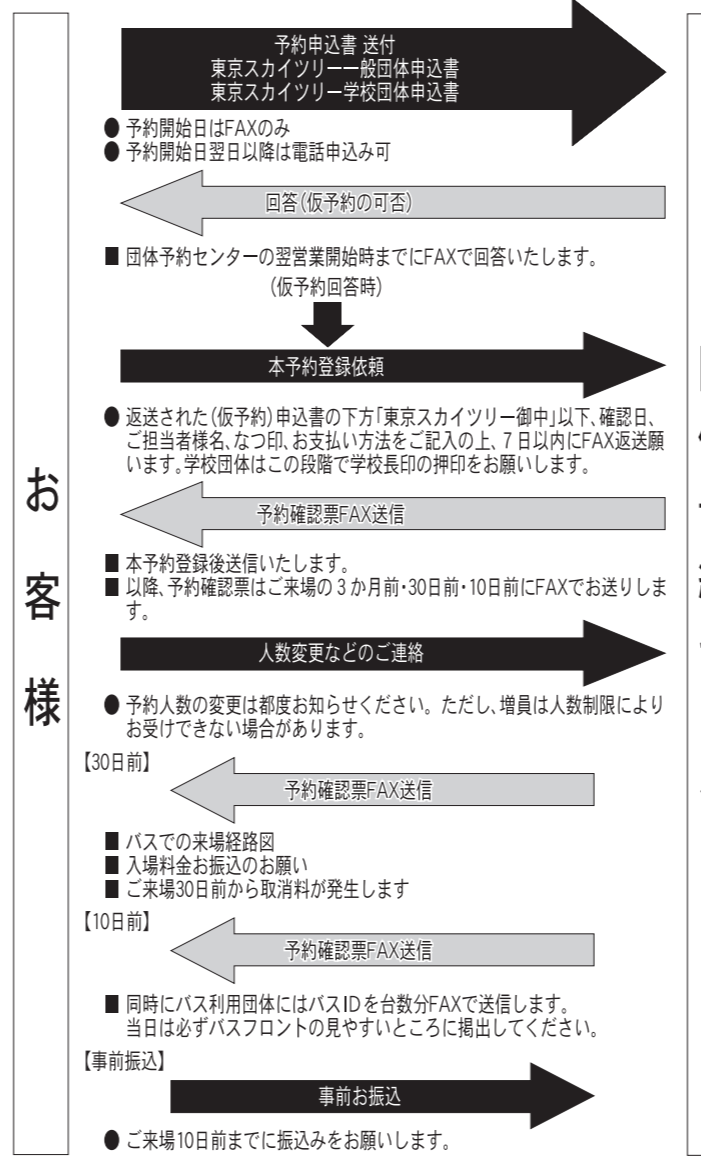 予約申込書 送付
東京スカイツリー一般団体申込書
東京スカイツリー学校団体申込書
● 予約開始日はFAXのみ
● 予約開始日翌日以降は電話申込み可
回答(仮予約の可否)
■ 団体予約センターの翌営業開始時までにFAXで回答いたします。
(仮予約回答時)
本予約登録依頼
● 返送された(仮予約)申込書の下方「東京スカイツリー御中」以下、確認日、
ご担当者様名、なつ印、お支払い方法をご記入の上、7日以内にFAX返送願
います。学校団体はこの段階で学校長印の押印をお願いします。
予約確認票FAX送信
■ 本予約登録後送信いたします。
■ 以降、予約確認票はご来場の3か月前・30日前・10日前にFAXでお送りしま
す。
人数変更などのご連絡
● 予約人数の変更は都度お知らせください。ただし、増員は人数制限により
お受けできない場合があります。
【30日前】
予約確認票FAX送信
■ バスでの来場経路図
■ 入場料金お振込のお願い
■ ご来場30日前から取消料が発生します
【10日前】
予約確認票FAX送信
■ 同時にバス利用団体にはバスIDを台数分FAXで送信します。
当日は必ずバスフロントの見やすいところに掲出してください。
【事前振込】
事前お振込
● ご来場10日前までに振込みをお願いします。
お客様